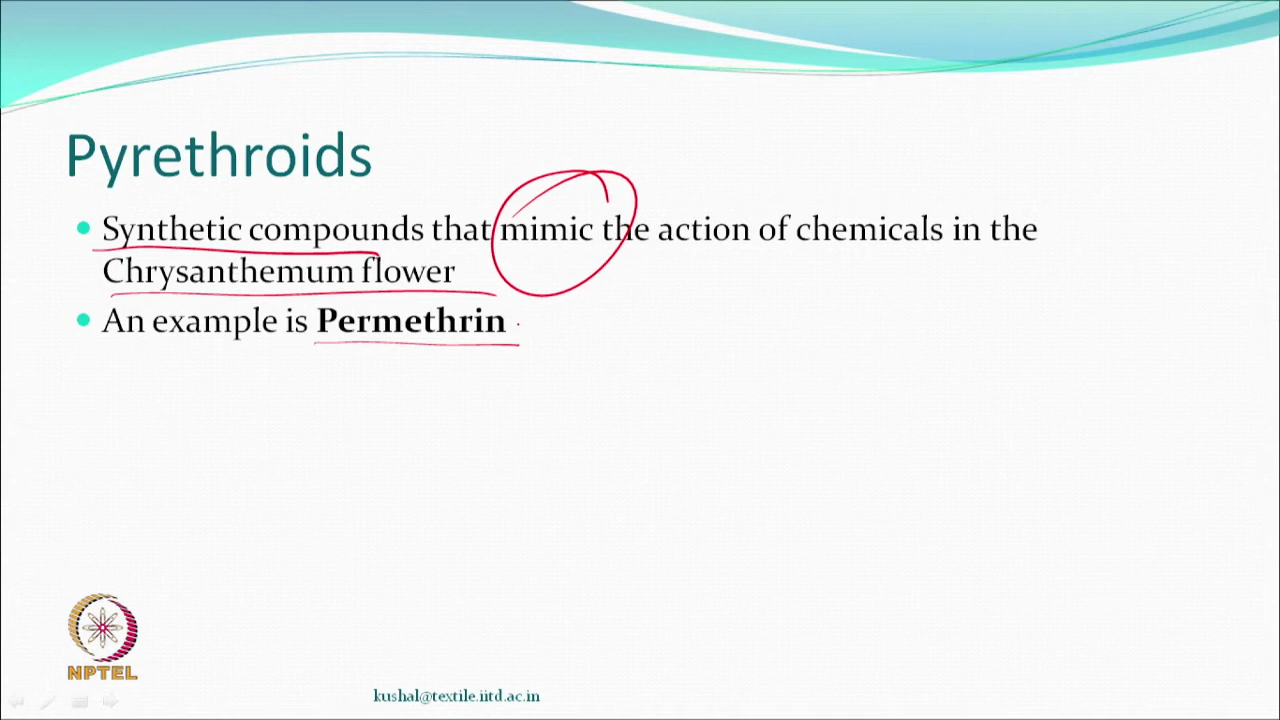 Pyrethroids
Synthetic compounds that mimic the action of chemicals in the
Chrysanthemum flower
An example is Permethrin
NPTEL
kushal@textile.iitd.ac.in